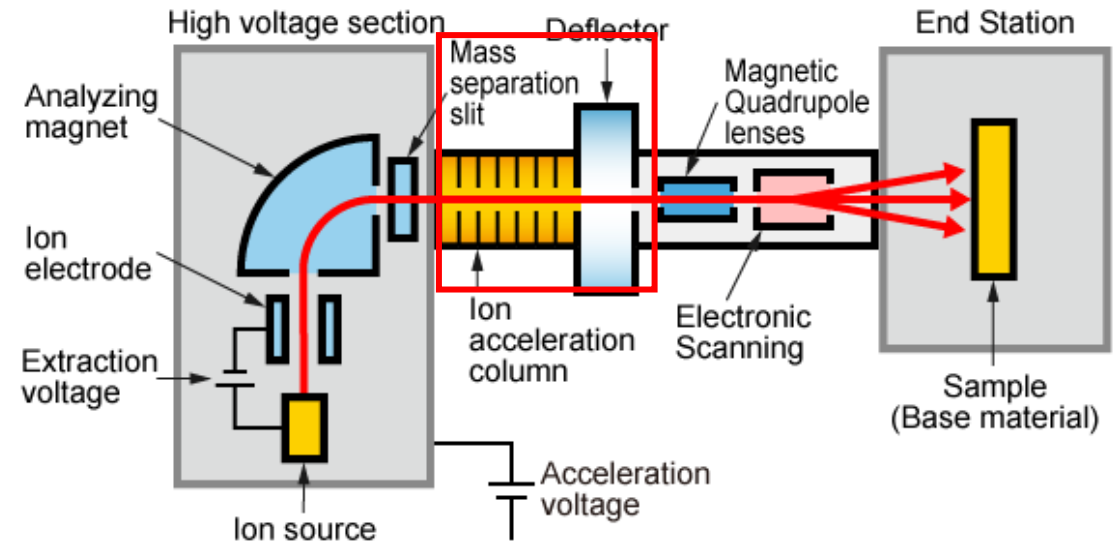 High voltage section
Deflector
End Station
Mass
separation
slit
Magnetic
Quadrupole
lenses
Analyzing
magnet
Ion
electrode
Extraction
voltage
Ion
acceleration
column
Electronic
Scanning
Sample
(Base material)
Acceleration
voltage
Ion source